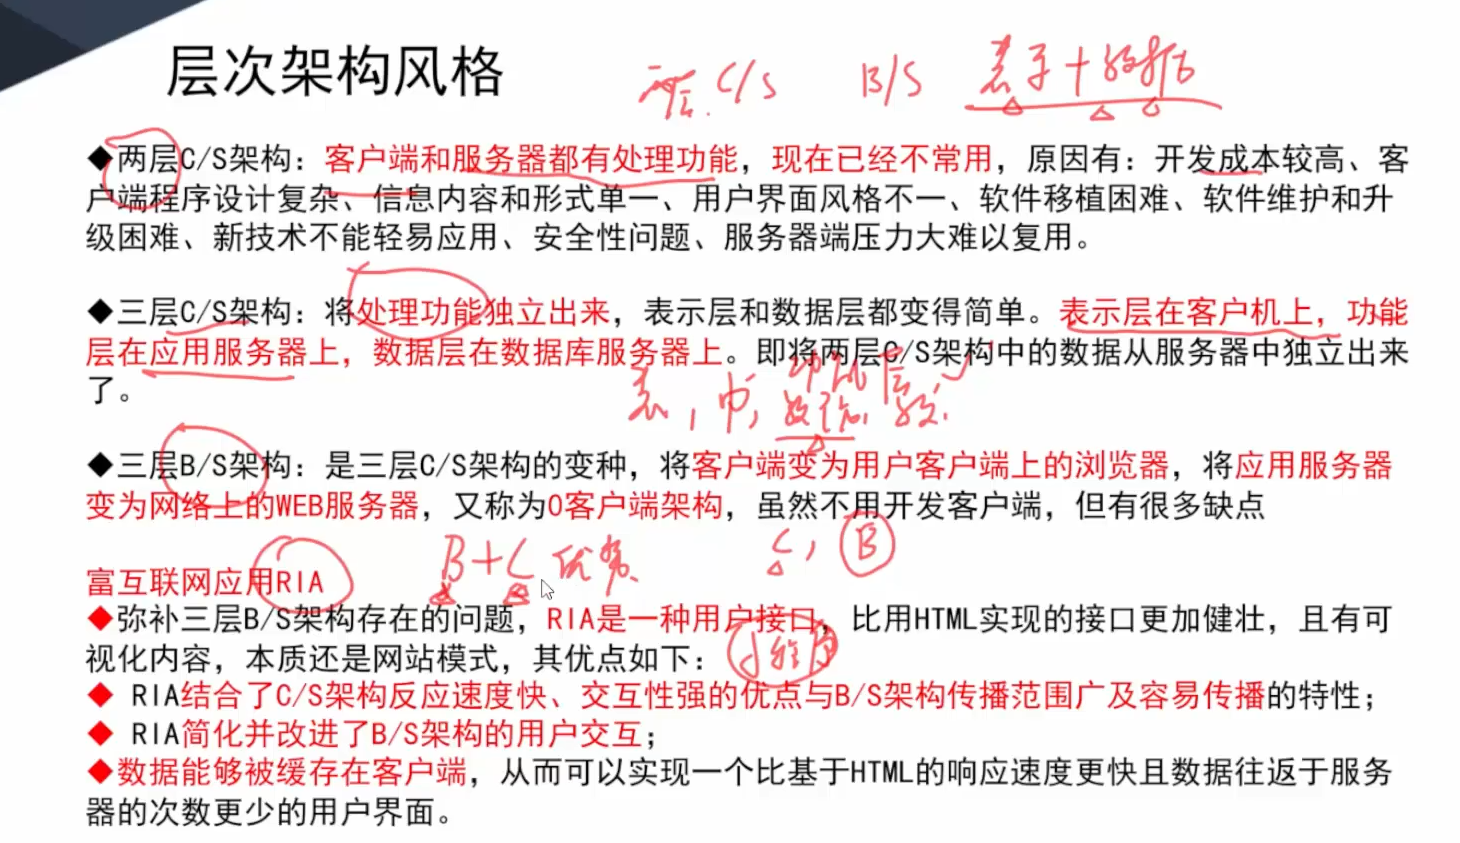 层次架构风格
两层 C/S B/S 表示+数据
◆两层C/S架构：客户端和服务器都有处理功能，现在已经不常用，原因有：开发成本较高、客
户端程序设计复杂、信息内容和形式单一、用户界面风格不一、软件移植困难、软件维护和升
级困难、新技术不能轻易应用、安全性问题、服务器端压力大难以复用。
◆三层C/S架构：将处理功能独立出来，表示层和数据层都变得简单。表示层在客户机上，功能
层在应用服务器上，数据层在数据库服务器上。即将两层C/S架构中的数据从服务器中独立出来
了。
功能层
表，中，数
◆三层B/S架构：是三层C/S架构的变种，将客户端变为用户客户端上的浏览器，将应用服务器
变为网络上的WEB服务器，又称为0客户端架构，虽然不用开发客户端，但有很多缺点
B+C 优势 C，B
富互联网应用RIA
◆弥补三层B/S架构存在的问题，RIA是一种用户接口，比用HTML实现的接口更加健壮，且有可
视化内容，本质还是网站模式，其优点如下：
小程序
◆ RIA结合了C/S架构反应速度快、交互性强的优点与B/S架构传播范围广及容易传播的特性；
◆ RIA简化并改进了B/S架构的用户交互；
◆数据能够被缓存在客户端，从而可以实现一个比基于HTML的响应速度更快且数据往返于服务
器的次数更少的用户界面。